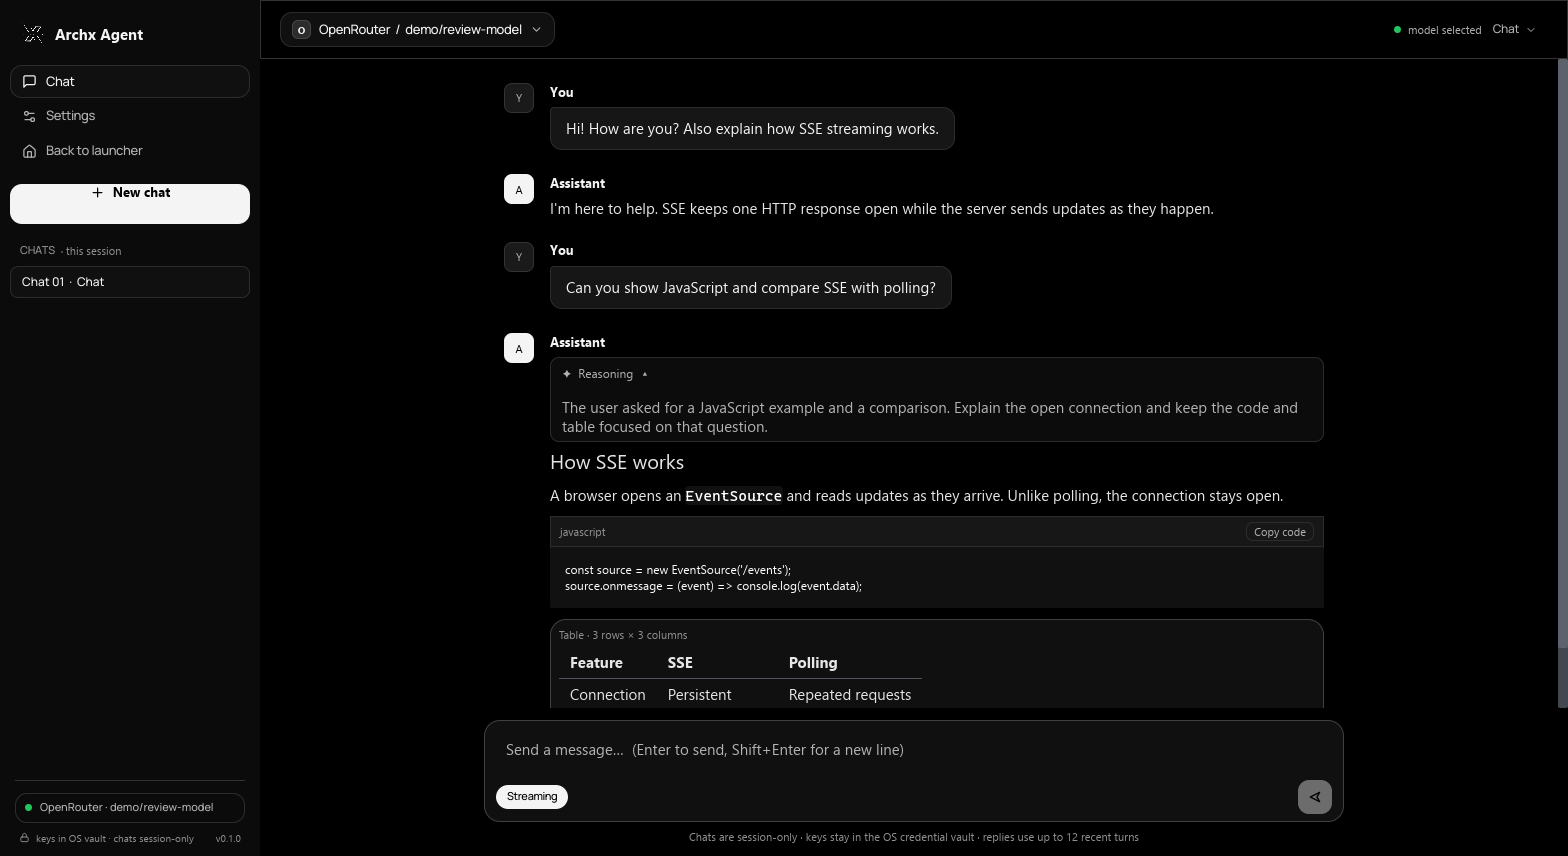 Archx Agent
Chat
Settings
Back to launcher
+ New chat
CHATS · this session
Chat 01 · Chat
OpenRouter · demo/review-model
keys in OS vault · chats session-only v0.1.0
O OpenRouter / demo/review-model
model selected Chat
Y You
Hi! How are you? Also explain how SSE streaming works.
A Assistant
I'm here to help. SSE keeps one HTTP response open while the server sends updates as they happen.
Y You
Can you show JavaScript and compare SSE with polling?
A Assistant
Reasoning
The user asked for a JavaScript example and a comparison. Explain the open connection and keep the code and
table focused on that question.
How SSE works
A browser opens an EventSource and reads updates as they arrive. Unlike polling, the connection stays open.
javascript Copy code
const source = new EventSource('/events');
source.onmessage = (event) => console.log(event.data);
Table · 3 rows × 3 columns
Feature SSE Polling
Connection Persistent Repeated requests
Send a message... (Enter to send, Shift+Enter for a new line)
Streaming
Chats are session-only · keys stay in the OS credential vault · replies use up to 12 recent turns